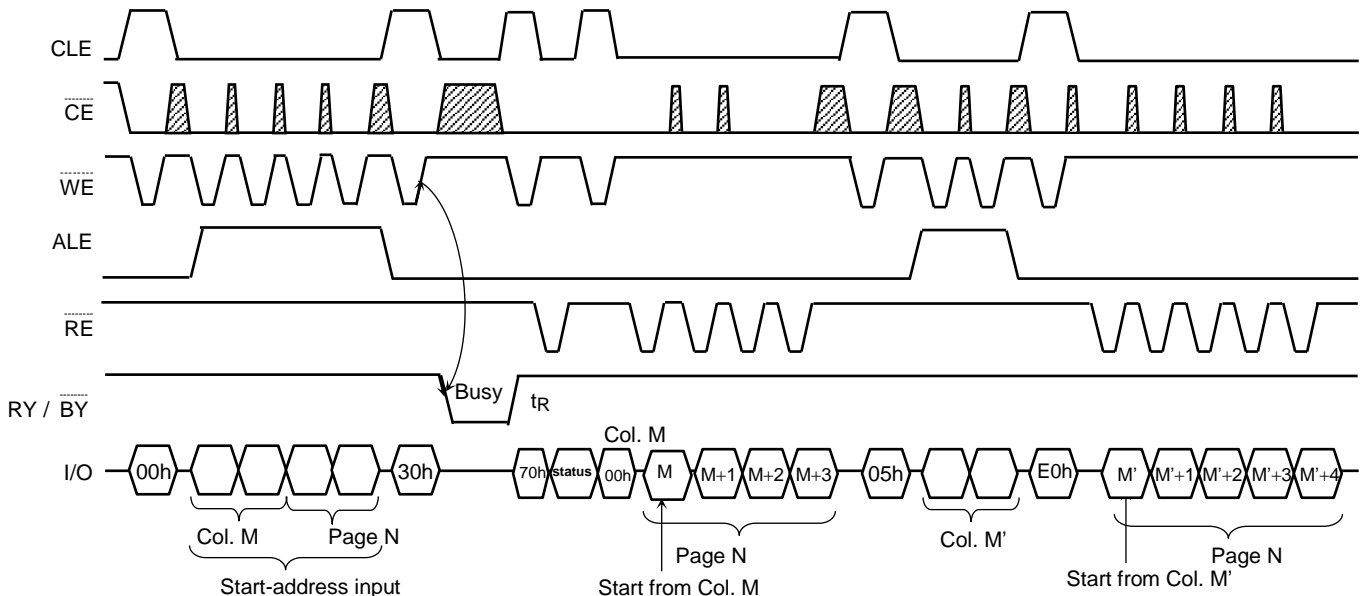 CLE
CE
WE
ALE
RE
RY / BY
Busy
tR
Col. M
I/O
00h
30h
70h
status
00h
M
M+1
M+2
M+3
05h
E0h
M'
M'+1
M'+2
M'+3
M'+4
Col. M
Page N
Start-address input
Page N
Start from Col. M
Col. M'
Page N
Start from Col. M'